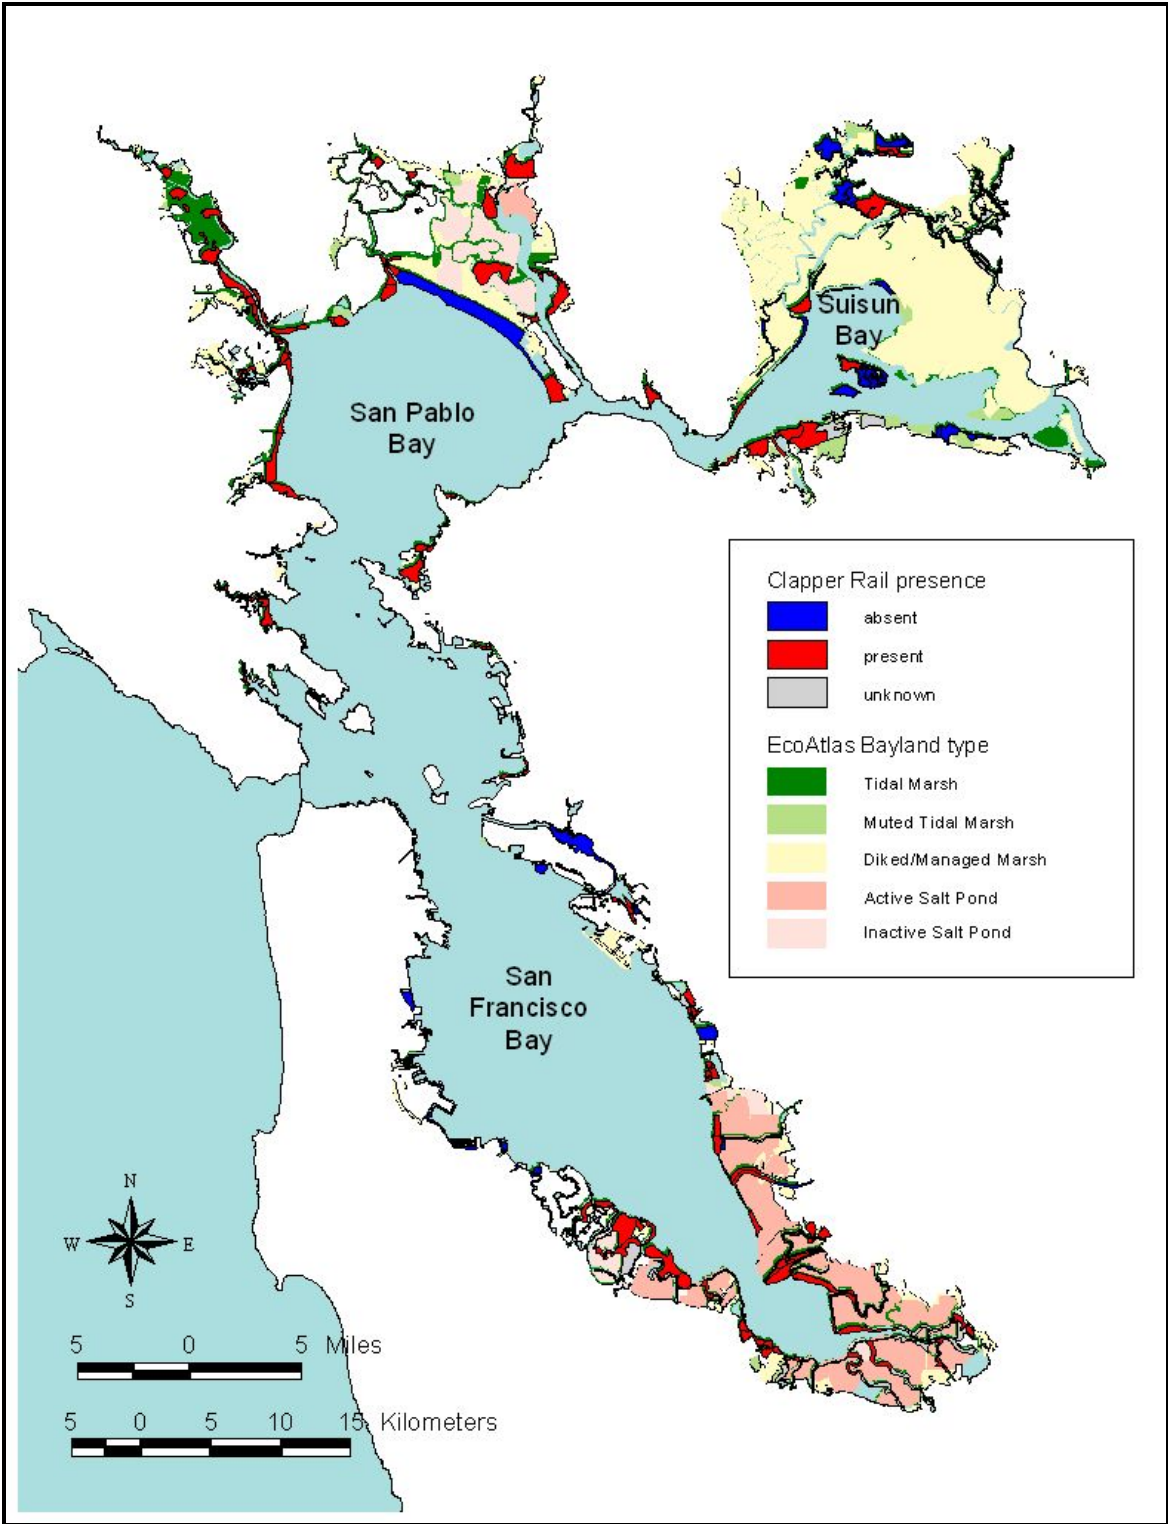 Suisun
Bay
San Pablo
Bay
Clapper Rail presence
absent
present
unknown
EcoAtlas Bayland type
Tidal Marsh
Muted Tidal Marsh
Diked/Managed Marsh
Active Salt Pond
Inactive Salt Pond
San
Francisco
Bay
N
W E
S
5 0 5 Miles
5 0 5 10 15 Kilometers